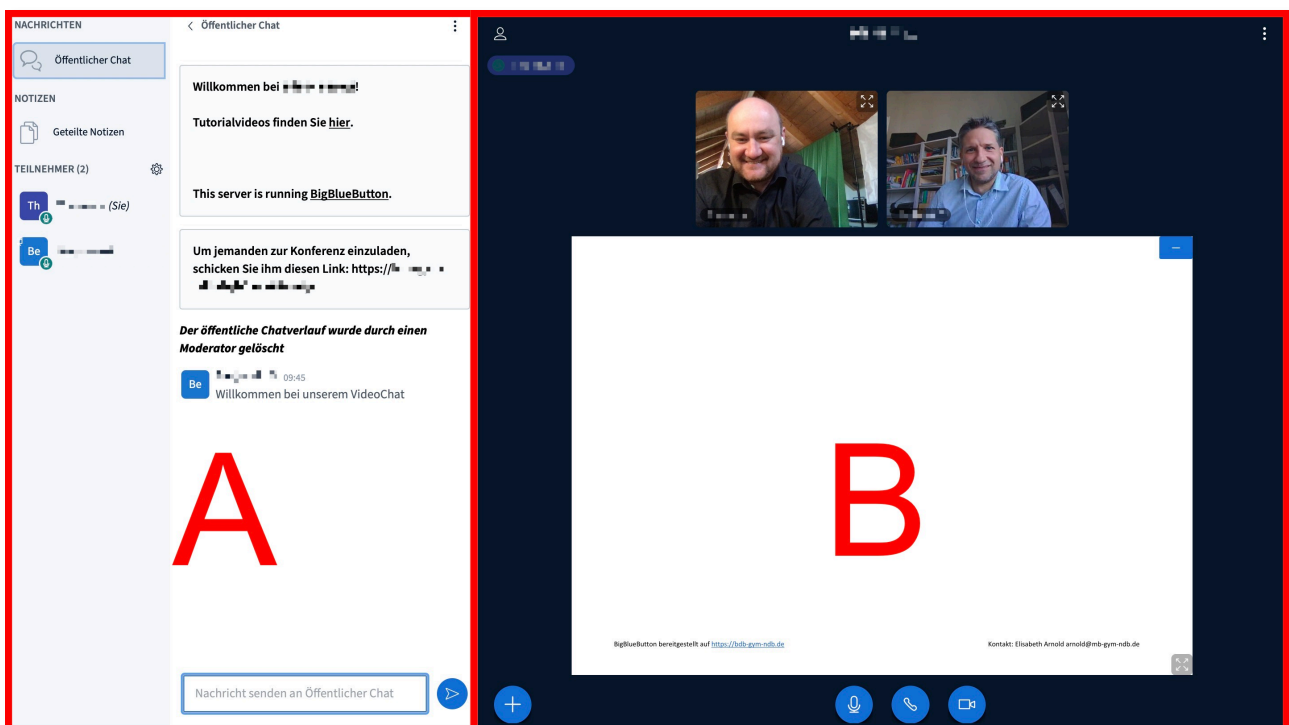 NACHRICHTEN
Öffentlicher Chat
NOTIZEN
Geteilte Notizen
TEILNEHMER (2)
Th (Sie)
Be
Öffentlicher Chat
Willkommen bei !
Tutorialvideos finden Sie hier.
This server is running BigBlueButton.
Um jemanden zur Konferenz einzuladen,
schicken Sie ihm diesen Link: https://
Der öffentliche Chatverlauf wurde durch einen
Moderator gelöscht
Be 09:45
Willkommen bei unserem VideoChat
A
Nachricht senden an Öffentlicher Chat
B
BigBlueButton bereitgestellt auf https://bdb-gym-ndb.de
Kontakt: Elisabeth Arnold arnold@mb-gym-ndb.de